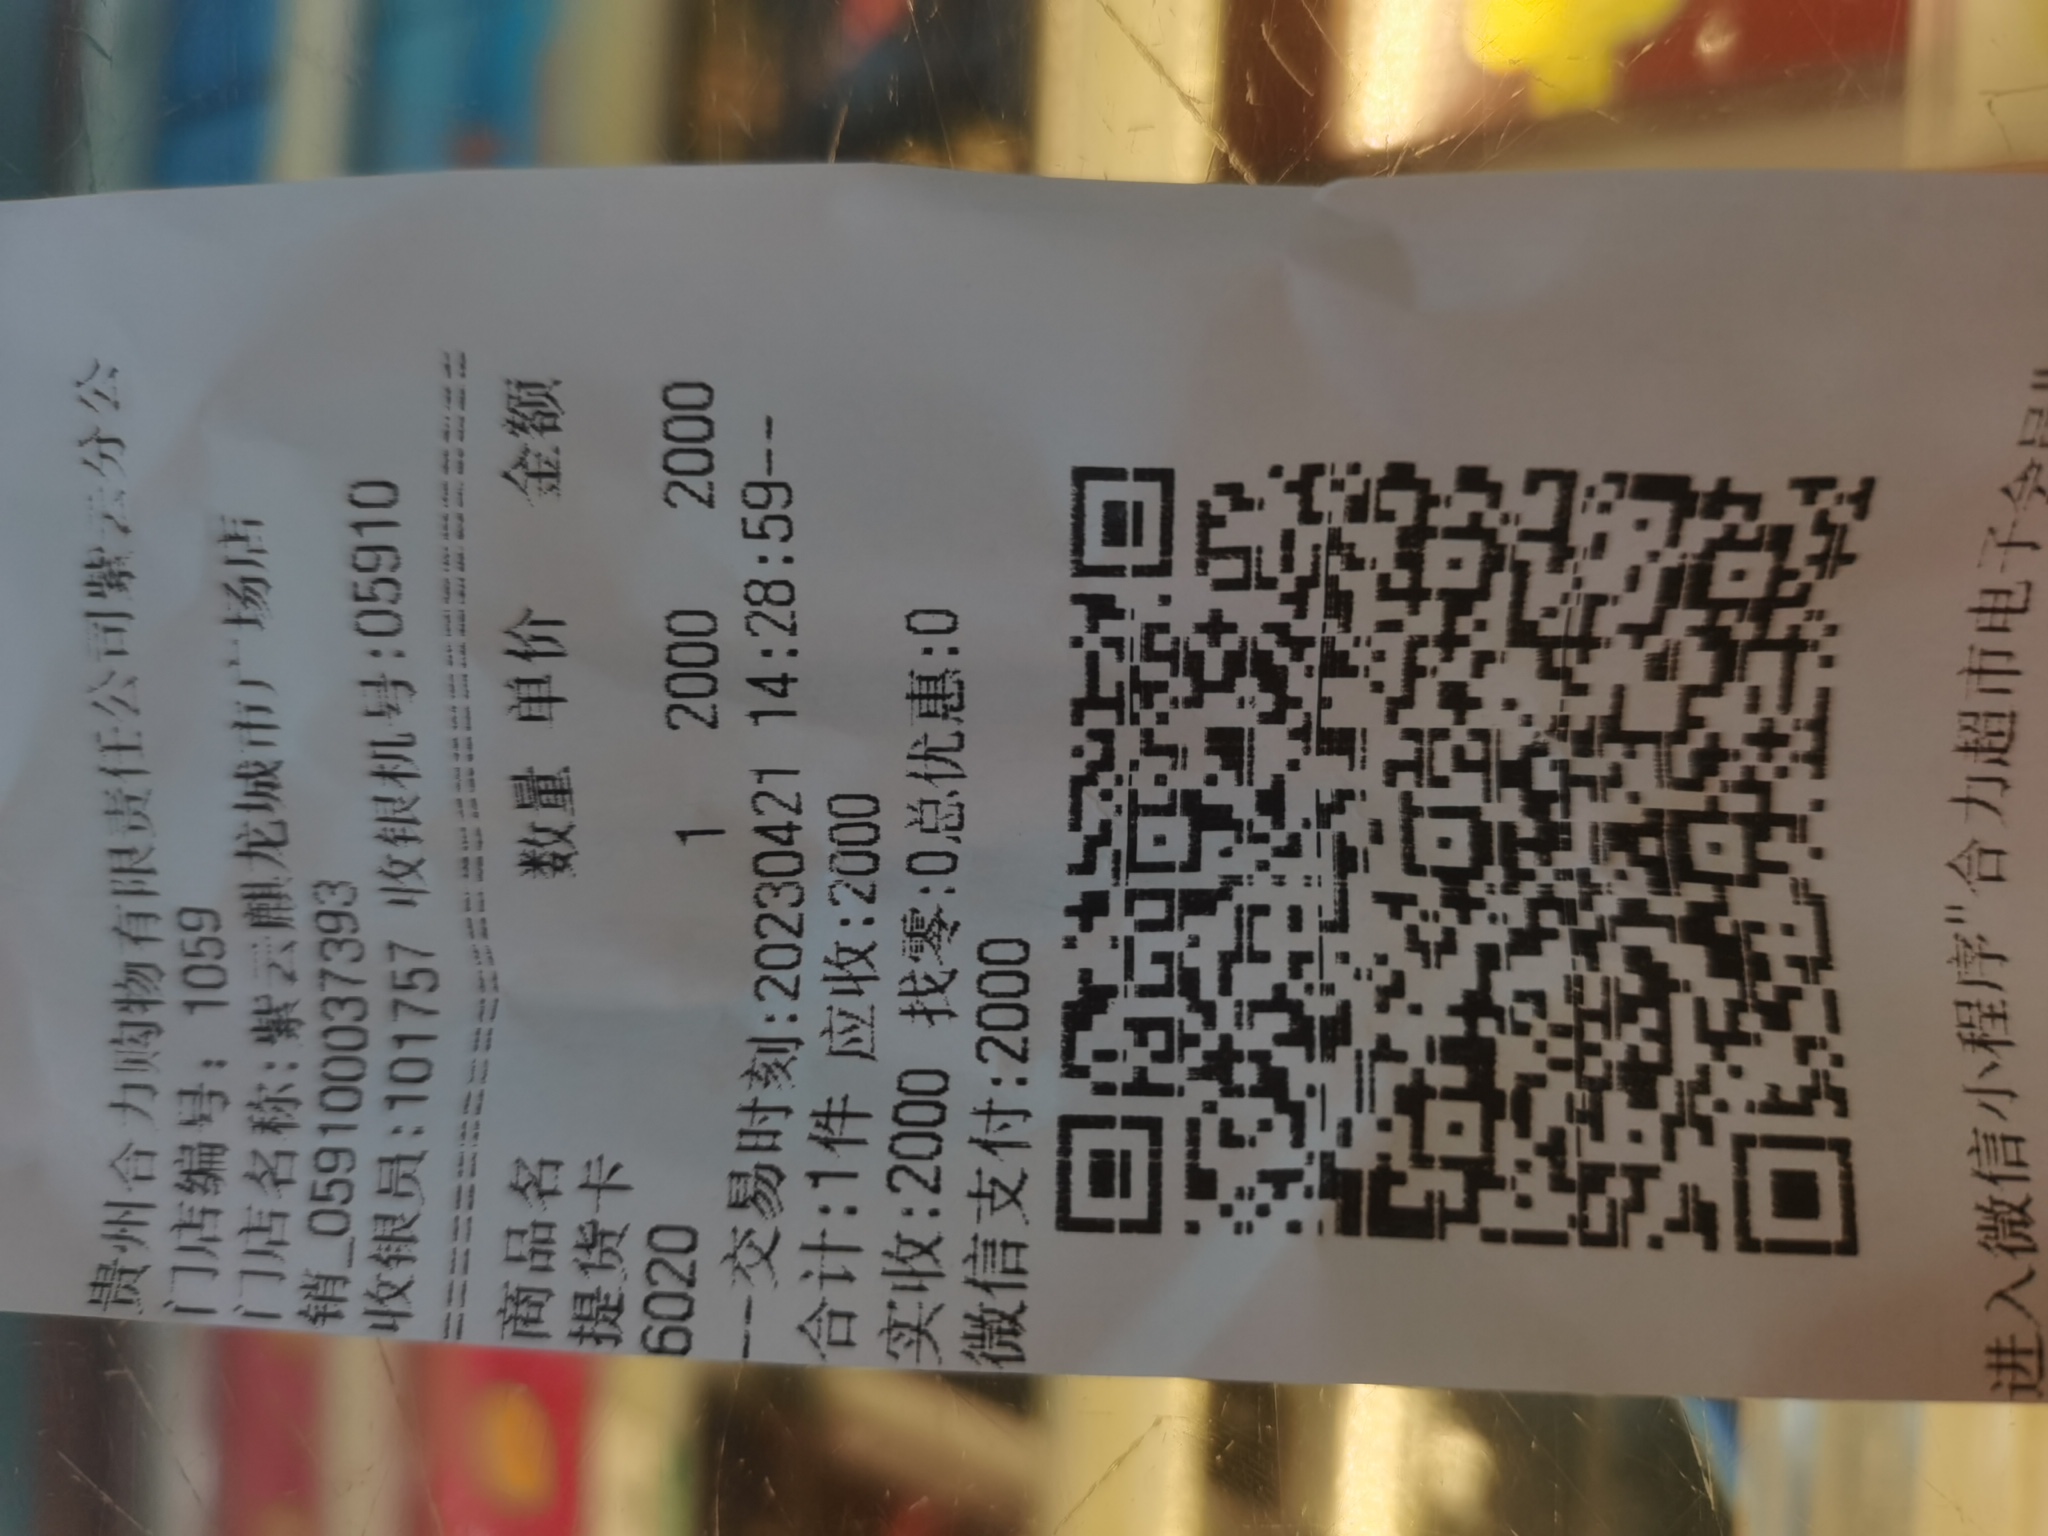 贵州合力购物有限责任公司紫云分公
门店编号: 1059
门店名称:紫云麒龙城市广场店
销_0591000037393
收银员:101757 收银机号:05910
商品名 数量 单价 金额
提货卡
6020 1 2000 2000
--交易时刻:20230421 14:28:59--
合计:1件 应收:2000
实收:2000 找零:0总优惠:0
微信支付:2000
进入微信小程序"合力超市电子会员"